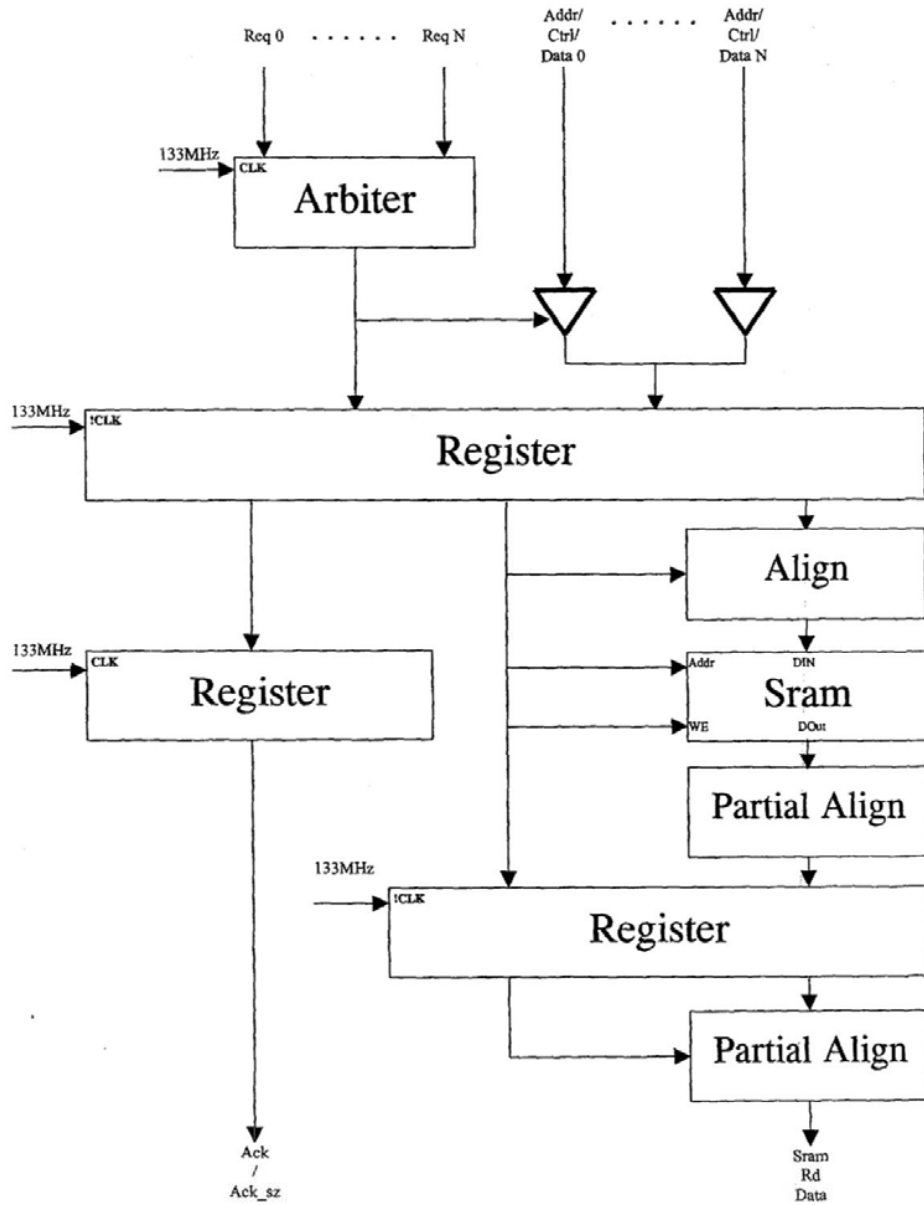 Req 0 . . . . . . Req N
Addr/
Ctrl/
Data 0
. . . . . .
Addr/
Ctrl/
Data N
133MHz
CLK
Arbiter
133MHz
!CLK
Register
Align
133MHz
CLK
Register
Addr
DIN
Sram
WE
DOut
Partial Align
133MHz
!CLK
Register
Partial Align
Ack
/
Ack_sz
Sram
Rd
Data